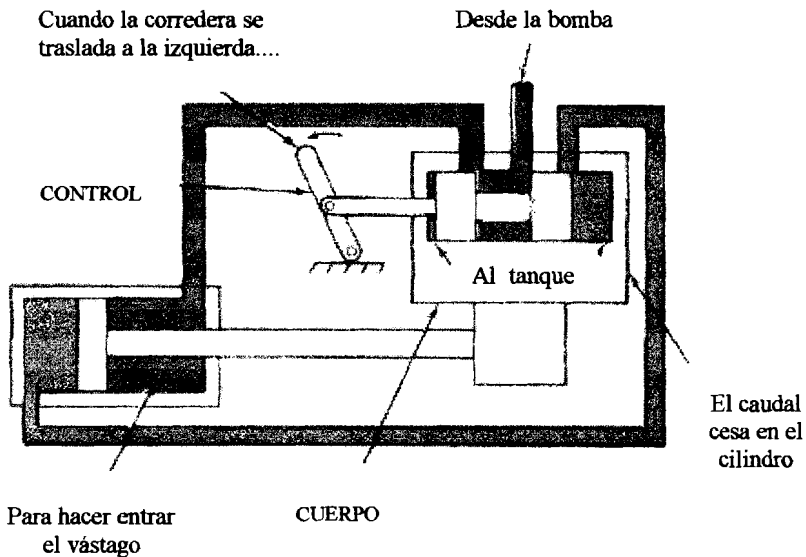 Cuando la corredera se
traslada a la izquierda....
Desde la bomba
CONTROL
Al tanque
El caudal
cesa en el
cilindro
Para hacer entrar
el vástago
CUERPO